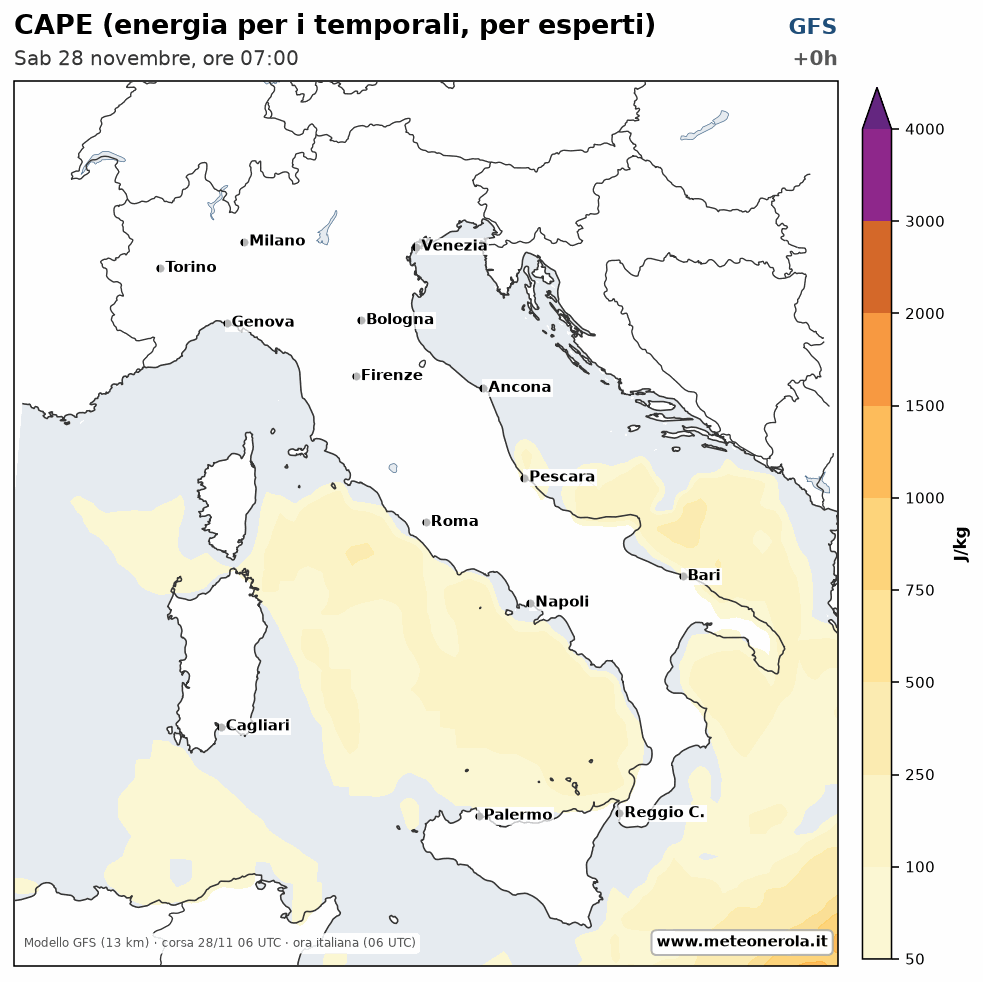 CAPE (energia per i temporali, per esperti)
GFS
Sab 28 novembre, ore 07:00
+0h
4000
3000
2000
1500
1000
750
500
250
100
50
J/kg
Milano
Venezia
Torino
Genova
Bologna
Firenze
Ancona
Pescara
Roma
Bari
Napoli
Cagliari
Palermo
Reggio C.
Modello GFS (13 km) · corsa 28/11 06 UTC · ora italiana (06 UTC)
www.meteonerola.it